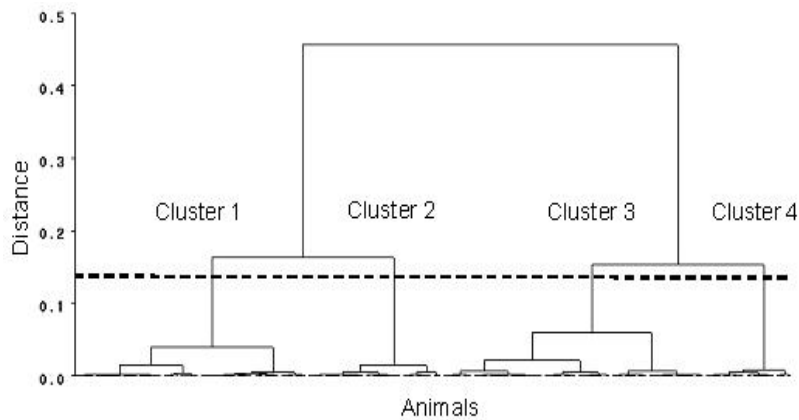 0.5
0.4
0.3
0.2
0.1
0.0
Distance
Cluster 1
Cluster 2
Cluster 3
Cluster 4
Animals